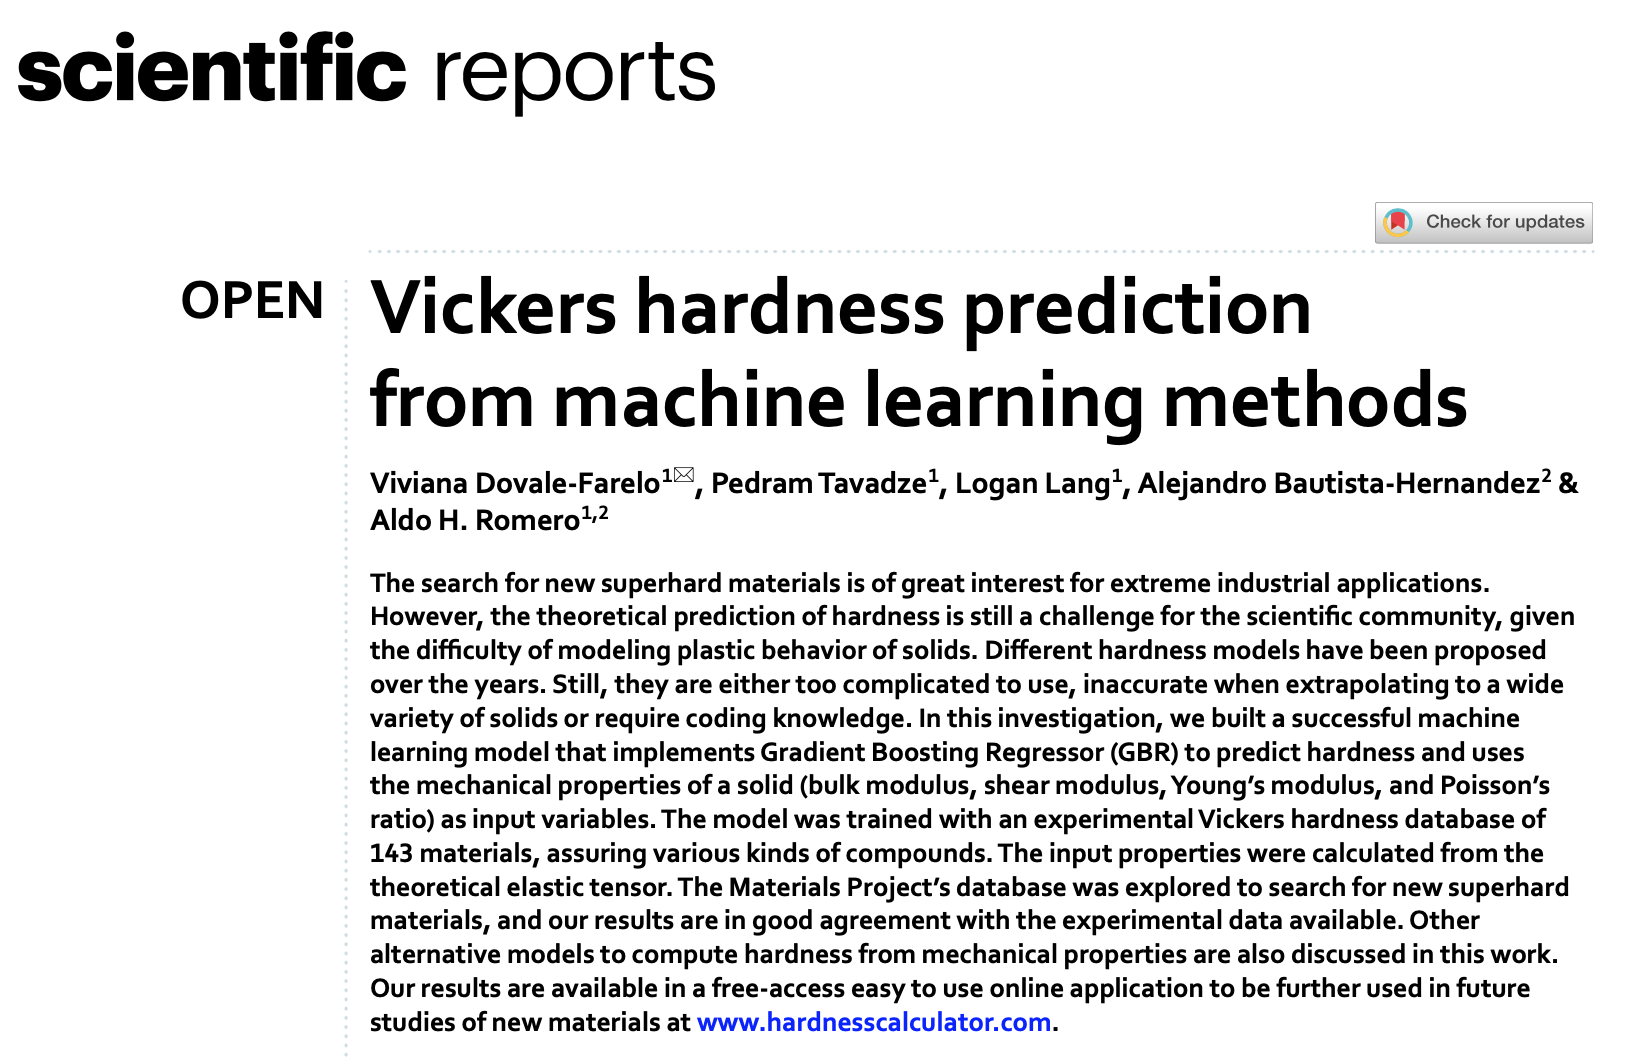 scientific reports
Check for updates
OPEN
Vickers hardness prediction
from machine learning methods
Viviana Dovale-Farelo1✉, Pedram Tavadze1, Logan Lang1, Alejandro Bautista-Hernandez2 &
Aldo H. Romero1,2
The search for new superhard materials is of great interest for extreme industrial applications.
However, the theoretical prediction of hardness is still a challenge for the scientific community, given
the difficulty of modeling plastic behavior of solids. Different hardness models have been proposed
over the years. Still, they are either too complicated to use, inaccurate when extrapolating to a wide
variety of solids or require coding knowledge. In this investigation, we built a successful machine
learning model that implements Gradient Boosting Regressor (GBR) to predict hardness and uses
the mechanical properties of a solid (bulk modulus, shear modulus, Young’s modulus, and Poisson’s
ratio) as input variables. The model was trained with an experimental Vickers hardness database of
143 materials, assuring various kinds of compounds. The input properties were calculated from the
theoretical elastic tensor. The Materials Project’s database was explored to search for new superhard
materials, and our results are in good agreement with the experimental data available. Other
alternative models to compute hardness from mechanical properties are also discussed in this work.
Our results are available in a free-access easy to use online application to be further used in future
studies of new materials at www.hardnesscalculator.com.